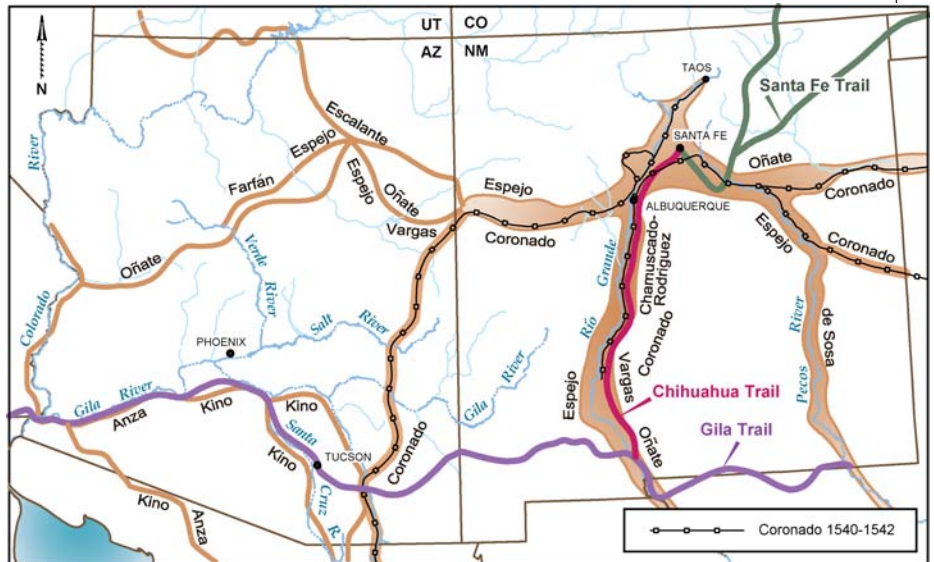 UT
CO
AZ
NM
N
TAOS
Santa Fe Trail
SANTA FE
Escalante
Espejo
River
Farfán
Espejo
Oñate
Espejo
Oñate
Coronado
ALBUQUERQUE
Vargas
Coronado
Espejo
Coronado
Oñate
Verde
River
Grande
Chamuscado-
Rodriguez
Colorado
Salt
River
PHOENIX
Río
Coronado
River
de Sosa
Pecos
Vargas
River
Gila
Espejo
Chihuahua Trail
Gila
River
Anza
Kino
Kino
Santa
Kino
TUCSON
Coronado
Oñate
Gila Trail
Cruz
R.
Kino
Anza
Coronado 1540-1542